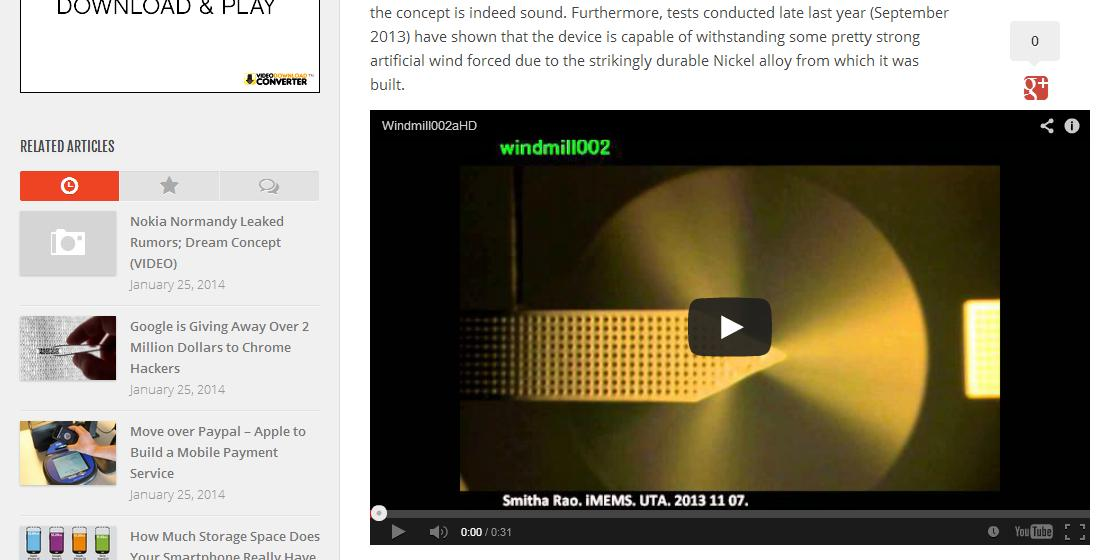 DOWNLOAD & PLAY
VIDEODOWNLOAD™
CONVERTER
RELATED ARTICLES
Nokia Normandy Leaked
Rumors; Dream Concept
(VIDEO)
January 25, 2014
Google is Giving Away Over 2
Million Dollars to Chrome
Hackers
January 25, 2014
Move over Paypal – Apple to
Build a Mobile Payment
Service
January 25, 2014
How Much Storage Space Does
Your Smartphone Really Have
the concept is indeed sound. Furthermore, tests conducted late last year (September
2013) have shown that the device is capable of withstanding some pretty strong
artificial wind forced due to the strikingly durable Nickel alloy from which it was
built.
0
g+
Windmill002aHD
windmill002
Smitha Rao. iMEMS. UTA. 2013 11 07.
0:00 / 0:31
YouTube